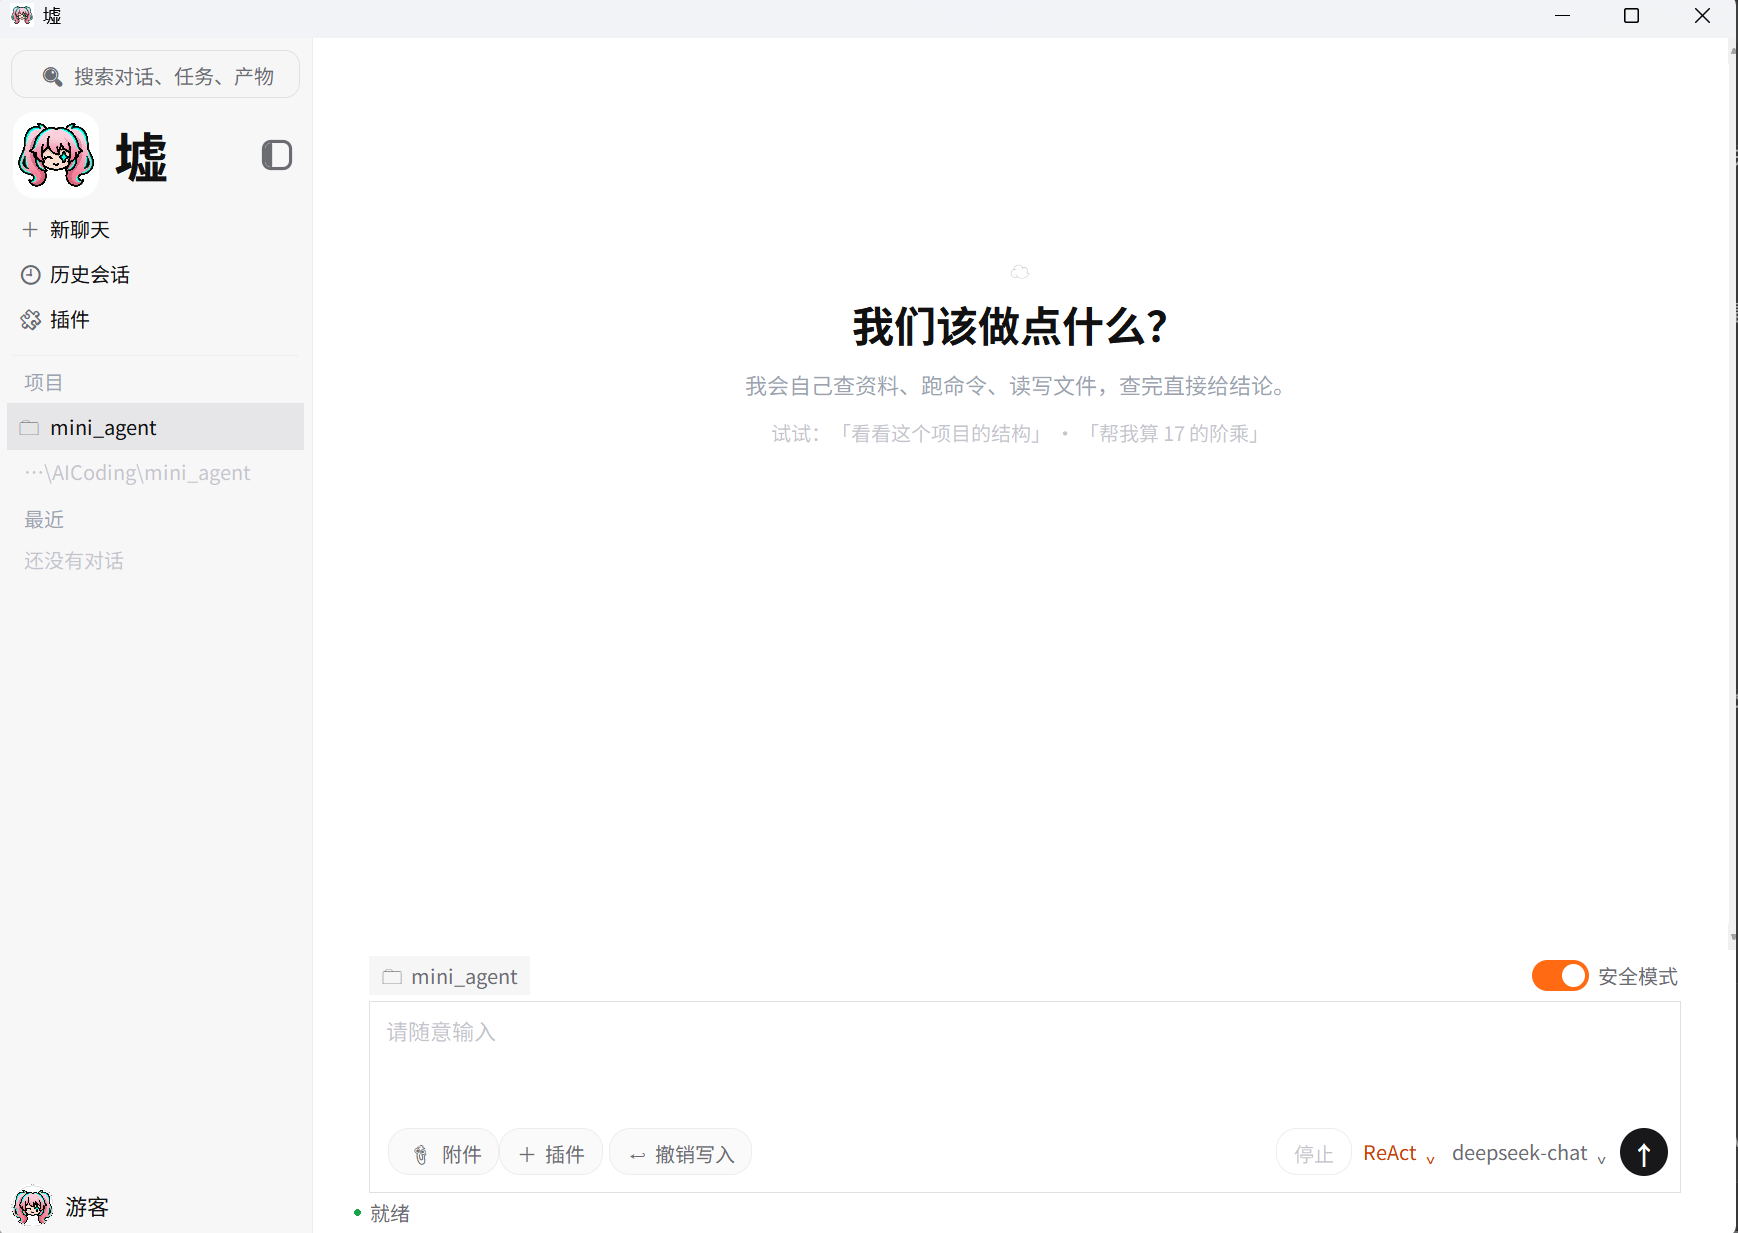 墟
搜索对话、任务、产物
墟
新聊天
历史会话
插件
项目
mini_agent
···\AICoding\mini_agent
最近
还没有对话
游客
我们该做点什么？
我会自己查资料、跑命令、读写文件，查完直接给结论。
试试：「看看这个项目的结构」 · 「帮我算 17 的阶乘」
mini_agent
安全模式
请随意输入
附件 + 插件 ← 撤销写入 停止 ReAct deepseek-chat ↑
就绪